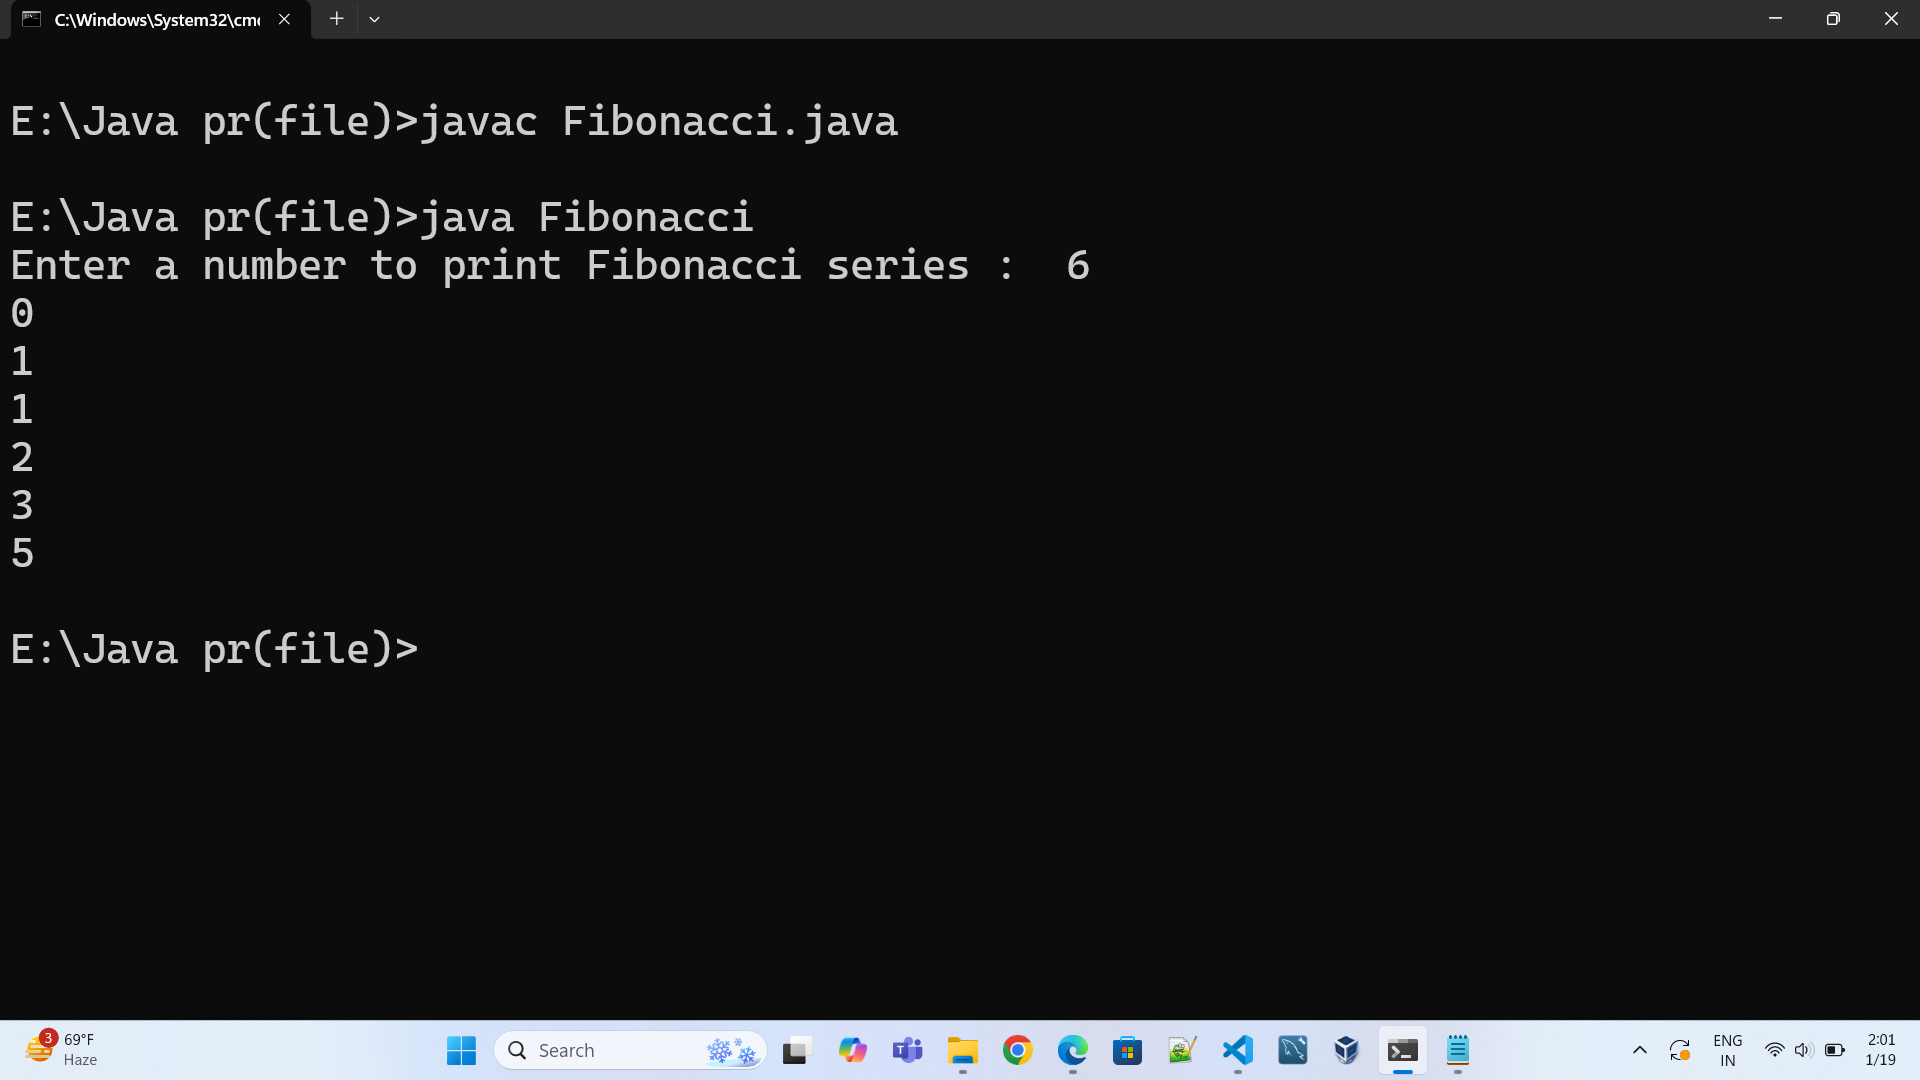 C:\Windows\System32\cm
E:\Java pr(file)>javac Fibonacci.java
E:\Java pr(file)>java Fibonacci
Enter a number to print Fibonacci series :  6
0
1
1
2
3
5
E:\Java pr(file)>
3
69°F
Haze
Search
ENG
IN
2:01
1/19